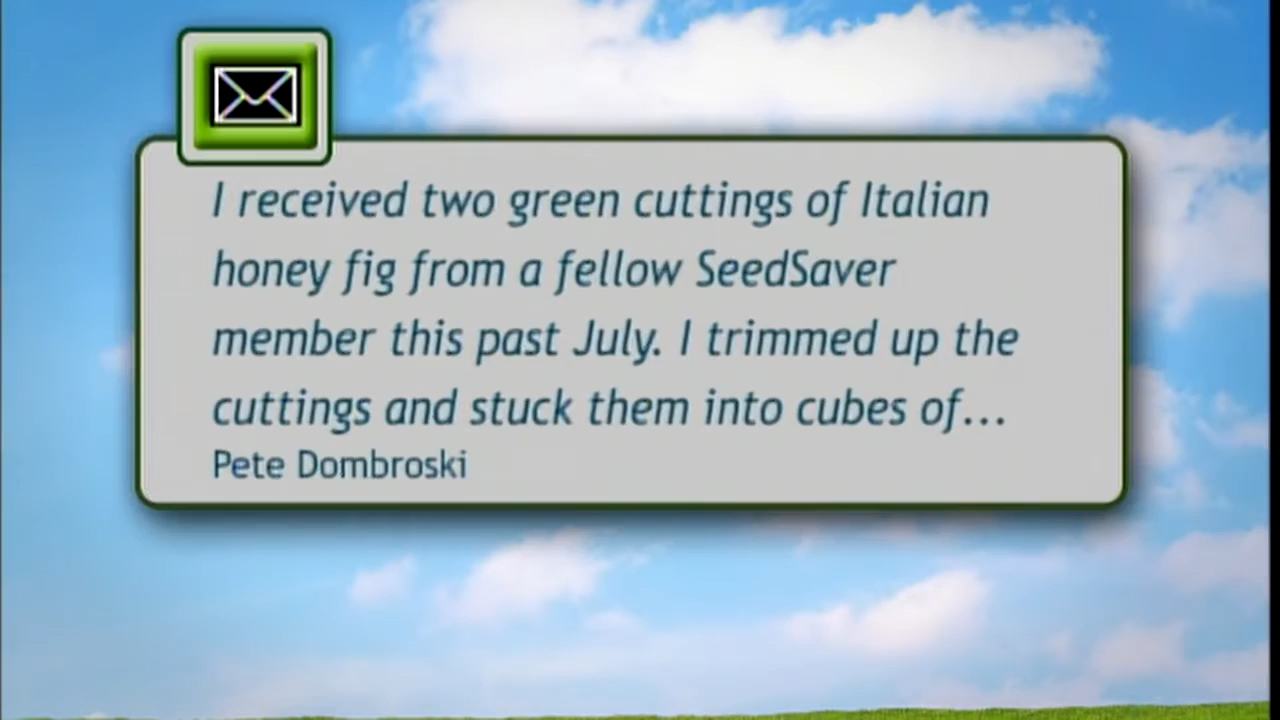 I received two green cuttings of Italian
honey fig from a fellow SeedSaver
member this past July. I trimmed up the
cuttings and stuck them into cubes of...
Pete Dombroski